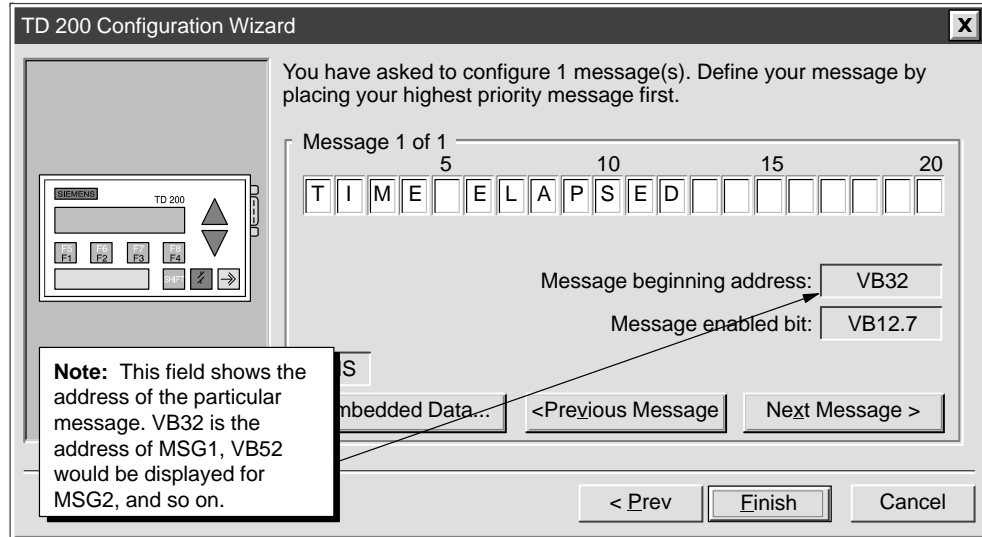 TD 200 Configuration Wizard
X
You have asked to configure 1 message(s). Define your message by
placing your highest priority message first.
Message 1 of 1
5 10 15 20
T I M E E L A P S E D
SIEMENS
TD 200
F5 F6 F7 F8
F1 F2 F3 F4
SHIFT
Message beginning address: VB32
Message enabled bit: VB12.7
Note: This field shows the
address of the particular
message. VB32 is the
address of MSG1, VB52
would be displayed for
MSG2, and so on.
IS
mbedded Data...
<Previous Message
Next Message >
< Prev
Finish
Cancel